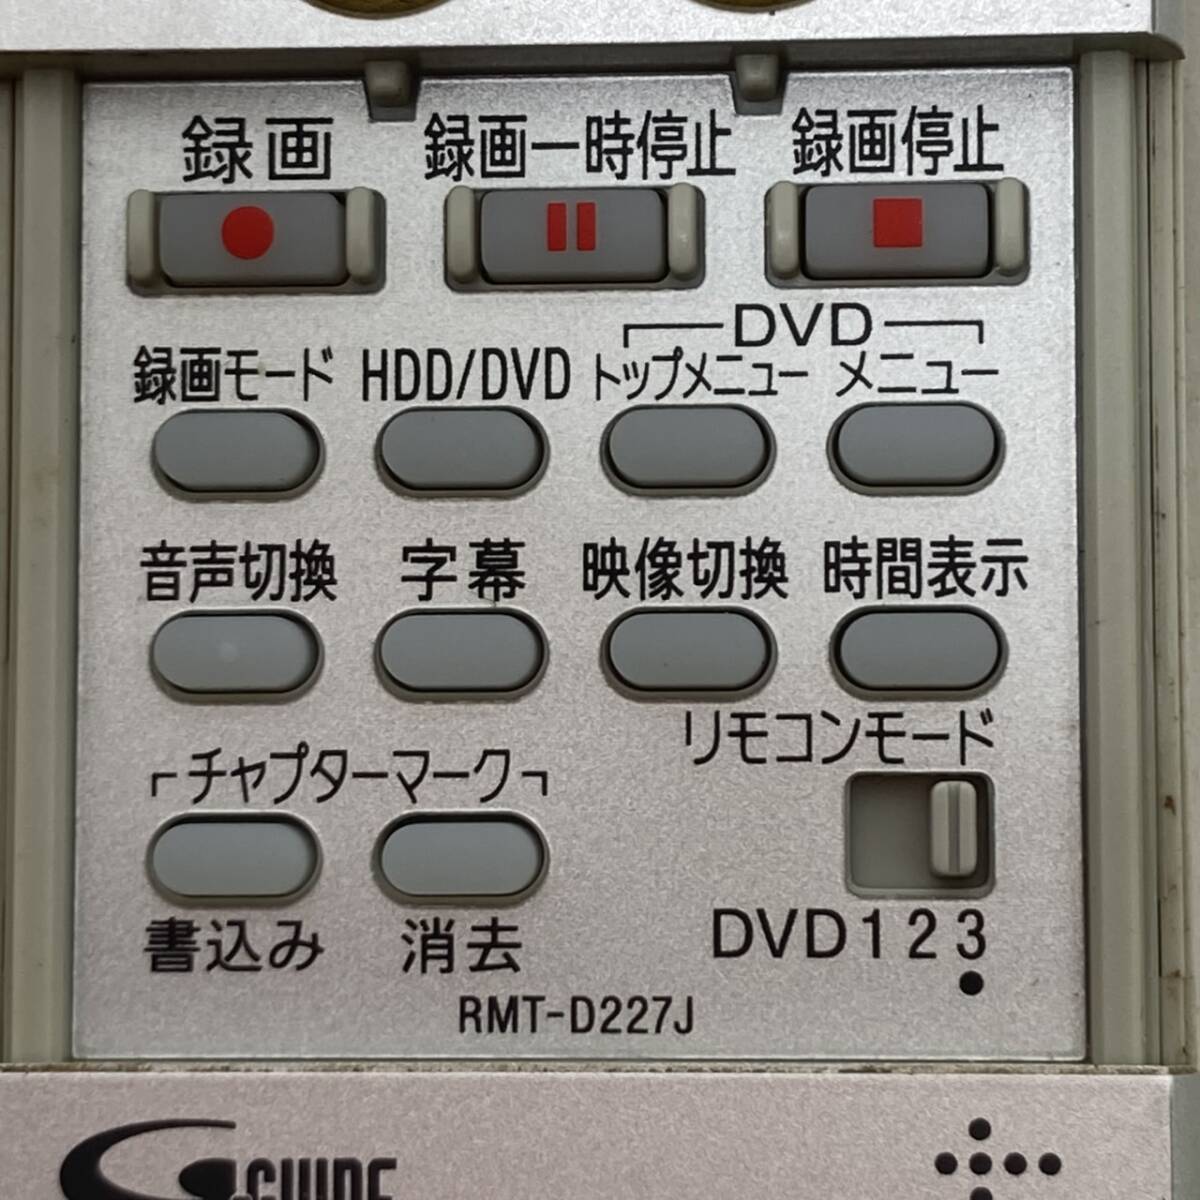 録画 録画一時停止 録画停止
DVD
録画モード HDD/DVD トップメニュー メニュー
音声切換 字幕 映像切換 時間表示
リモコンモード
チャプターマーク
書込み 消去 DVD 1 2 3
RMT-D227J
G-GUIDE